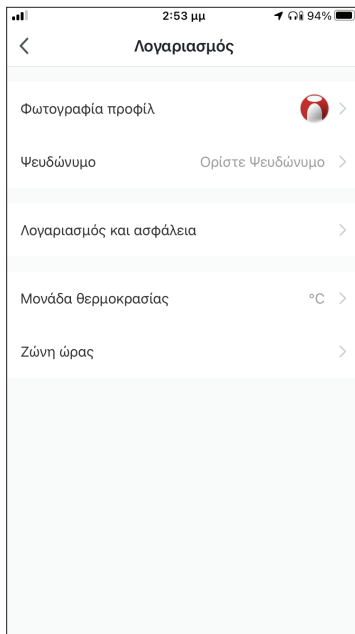 2:53 μμ 94%
Λογαριασμός
Φωτογραφία προφίλ
Ψευδώνυμο Ορίστε Ψευδώνυμο
Λογαριασμός και ασφάλεια
Μονάδα θερμοκρασίας °C
Ζώνη ώρας